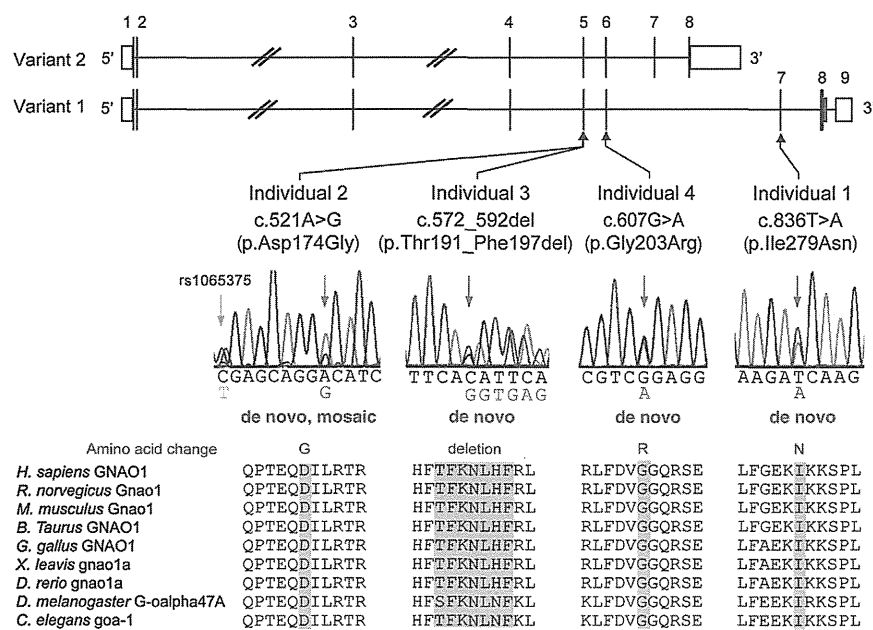 1 2 3 4 5 6 7 8
Variant 2 5' 3'
7 8 9
Variant 1 5' 3
Individual 2 Individual 3 Individual 4 Individual 1
c.521A>G c.572_592del c.607G>A c.836T>A
(p.Asp174Gly) (p.Thr191_Phe197del) (p.Gly203Arg) (p.Ile279Asn)
rs1065375
CGAGCAGGACATC TTCACATTCA CGTCGGAGG AAGATCAAG
T G GGTGAG A A
de novo, mosaic de novo de novo de novo
Amino acid change G deletion R N
H. sapiens GNAO1 QPTEQDILRTR HFTFKNLHFRL RLFDVGGQRSE LFGEKIKKSPL
R. norvegicus Gnao1 QPTEQDILRTR HFTFKNLHFRL RLFDVGGQRSE LFGEKIKKSPL
M. musculus Gnao1 QPTEQDILRTR HFTFKNLHFRL RLFDVGGQRSE LFGEKIKKSPL
B. Taurus GNAO1 QPTEQDILRTR HFTFKNLHFRL RLFDVGGQRSE LFGEKIKKSPL
G. gallus GNAO1 QPTEQDILRTR HFTFKNLHFRL RLFDVGGQRSE LFAEKIKKSPL
X. leavis gnao1a QPTEQDILRTR HFTFKNLHFRL RLFDVGGQRSE LFAEKIKKSPL
D. rerio gnao1a QPTEQDILRTR HFTFKNLHFRL RLFDVGGQRSE LFAEKIKKSPL
D. melanogaster G-oalpha47A QPTEQDILRTR HFSFKNLNFKL KLFDVGGQRSE LFEEKIRKSPL
C. elegans goa-1 QPTEQDILRTR HFTFKNLNFKL KLFDVGGQRSE LFEEKIKKSPL